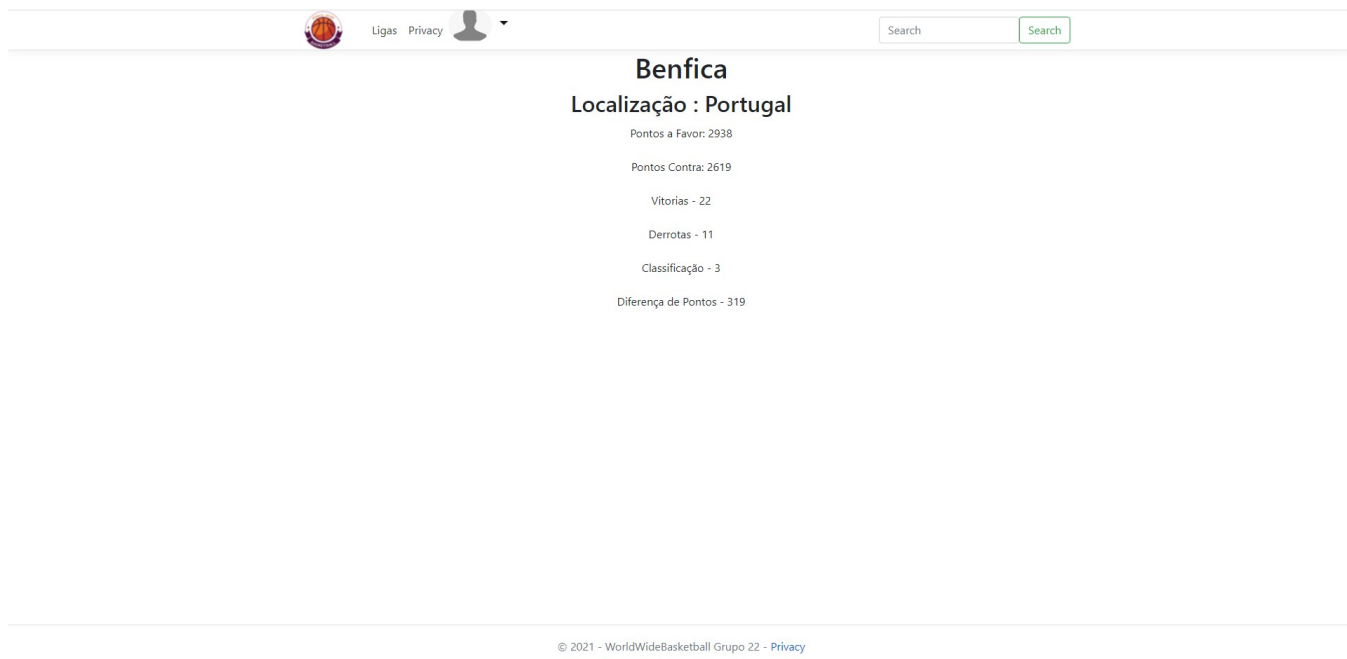 Ligas Privacy Search Search
Benfica
Localização : Portugal
Pontos a Favor: 2938
Pontos Contra: 2619
Vitorias - 22
Derrotas - 11
Classificação - 3
Diferença de Pontos - 319
© 2021 - WorldWideBasketball Grupo 22 - Privacy